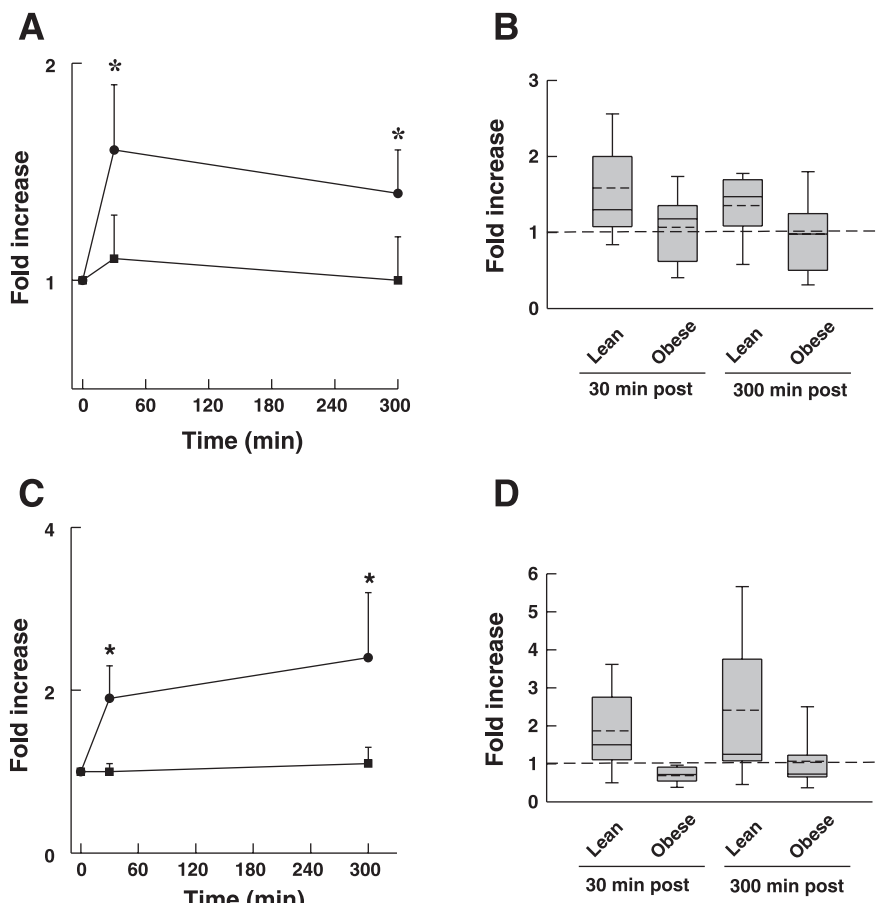 A
2
*
*
1
Fold increase
0 60 120 180 240 300
Time (min)
B
3
2
1
0
Fold increase
Lean Obese Lean Obese
30 min post 300 min post
C
4
*
*
2
0
Fold increase
0 60 120 180 240 300
Time (min)
D
6
5
4
3
2
1
0
Fold increase
Lean Obese Lean Obese
30 min post 300 min post